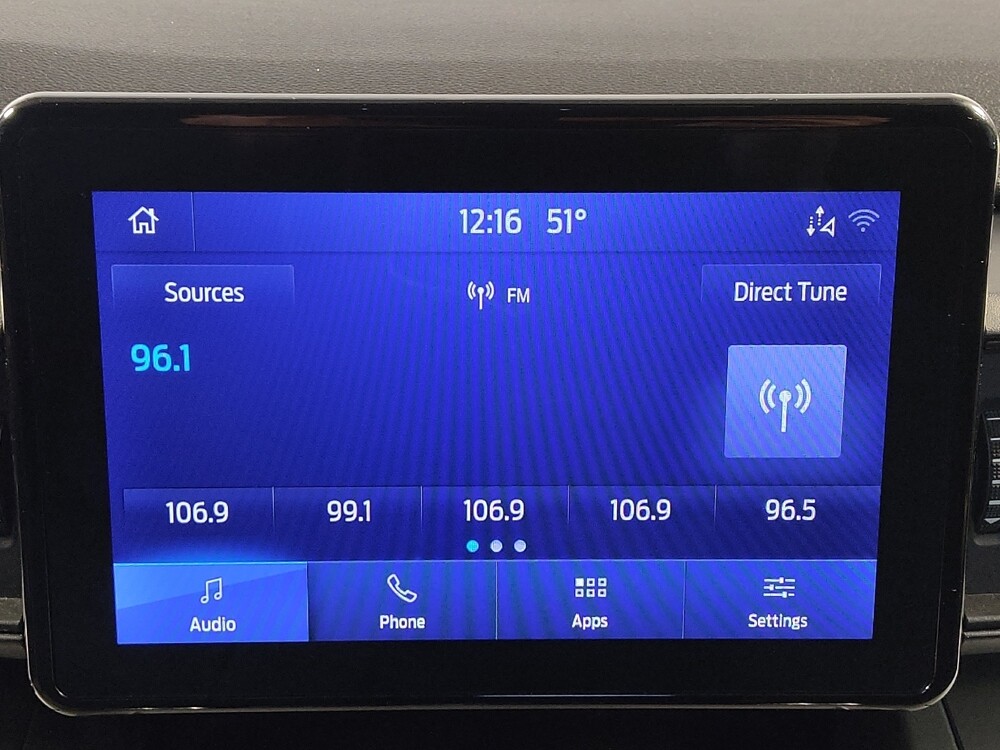 12:16 51°
Sources FM Direct Tune
96.1
106.9 99.1 106.9 106.9 96.5
Audio Phone Apps Settings